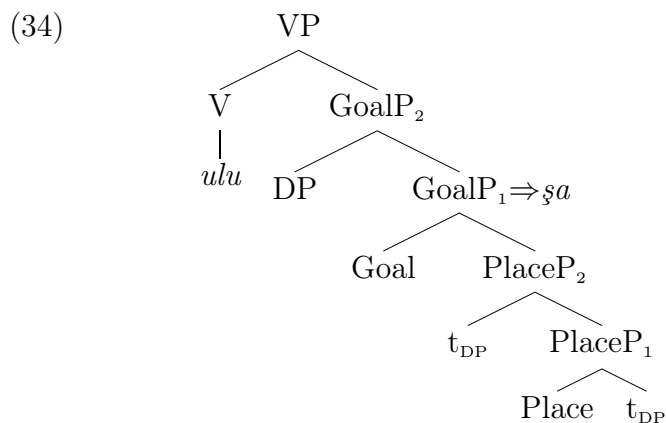 (34) VP
V GoalP₂
ulu DP GoalP₁⇒şa
Goal PlaceP₂
t_DP PlaceP₁
Place t_DP